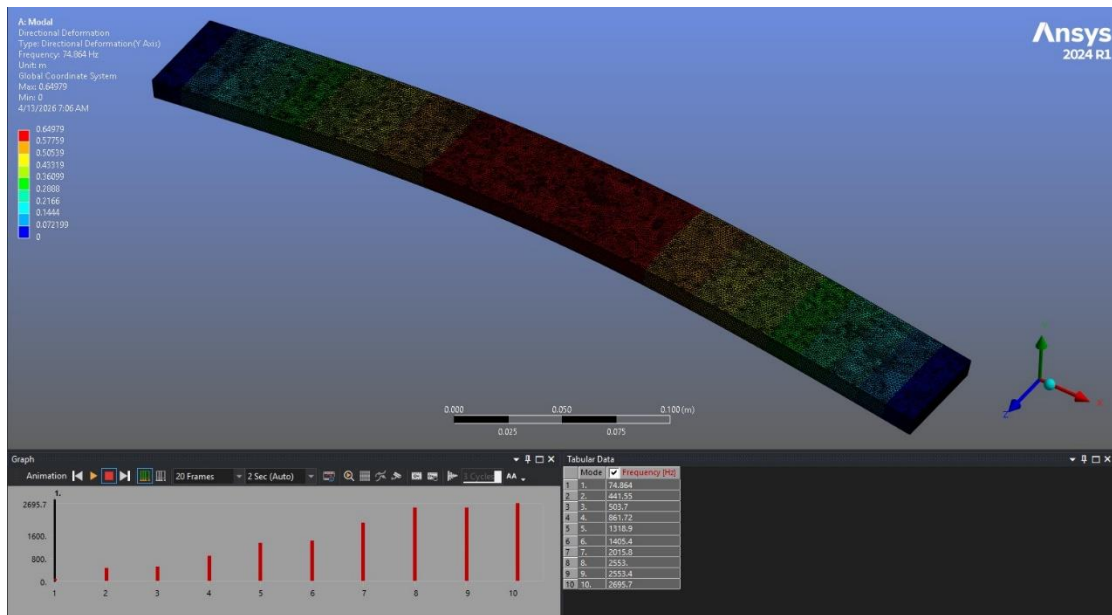 A: Modal
Directional Deformation
Type: Directional Deformation(Y Axis)
Frequency: 74.864 Hz
Unit: m
Global Coordinate System
Max: 0.64979
Min: 0
4/13/2026 7:06 AM
0.64979
0.57759
0.50539
0.43319
0.36099
0.2888
0.2166
0.1444
0.072199
0
Ansys
2024 R1
0.000 0.050 0.100 (m)
0.025 0.075
X
Z
Graph
Animation 20 Frames 2 Sec (Auto) 3 Cycles
1.
2695.7
1600.
800.
0.
1 2 3 4 5 6 7 8 9 10
Tabular Data
Mode Frequency [Hz]
1 1. 74.864
2 2. 441.55
3 3. 503.7
4 4. 861.72
5 5. 1318.9
6 6. 1405.4
7 7. 2015.8
8 8. 2553.
9 9. 2553.4
10 10. 2695.7